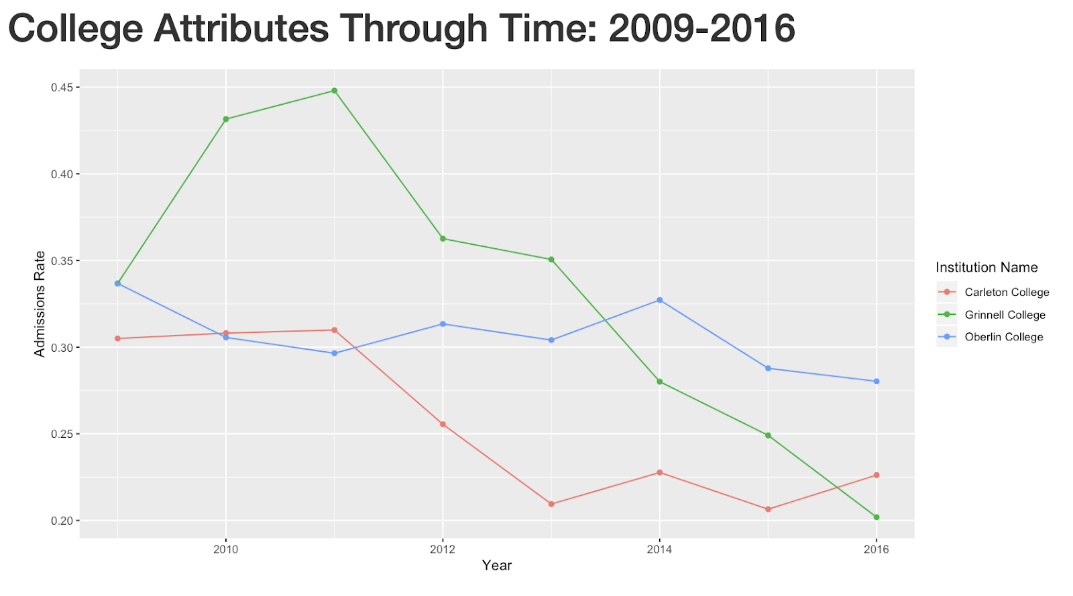 College Attributes Through Time: 2009-2016
0.45
0.40
0.35
0.30
0.25
0.20
Admissions Rate
2010 2012 2014 2016
Year
Institution Name
Carleton College
Grinnell College
Oberlin College